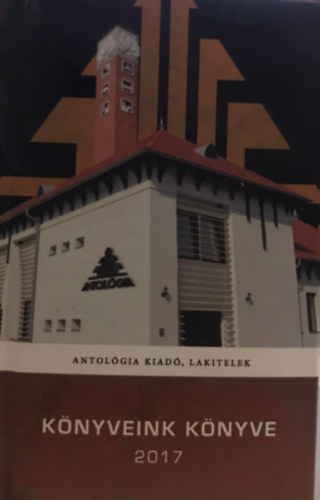 ANTOLÓGIA
ANTOLÓGIA KIADÓ, LAKITELEK
KÖNYVEINK KÖNYVE
2017